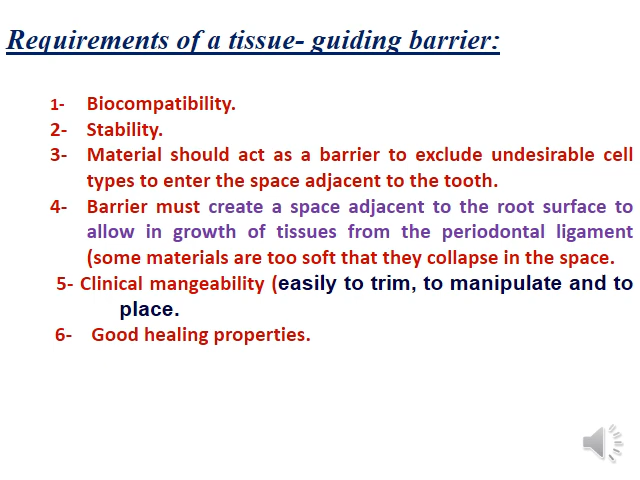 Requirements of a tissue- guiding barrier:
1- Biocompatibility.
2- Stability.
3- Material should act as a barrier to exclude undesirable cell
types to enter the space adjacent to the tooth.
4- Barrier must create a space adjacent to the root surface to
allow in growth of tissues from the periodontal ligament
(some materials are too soft that they collapse in the space.
5- Clinical mangeability (easily to trim, to manipulate and to
place.
6- Good healing properties.